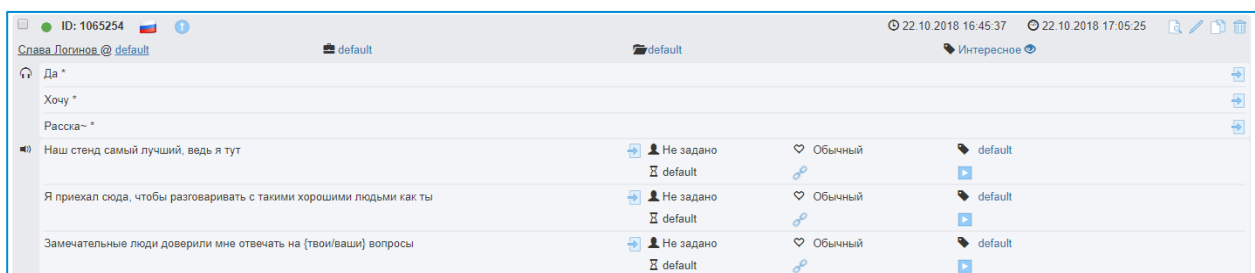 ID: 1065254 22.10.2018 16:45:37 22.10.2018 17:05:25
Слава Логинов @ default default default Интересное
Да *
Хочу *
Расска~ *
Наш стенд самый лучший, ведь я тут Не задано Обычный default
default
Я приехал сюда, чтобы разговаривать с такими хорошими людьми как ты Не задано Обычный default
default
Замечательные люди доверили мне отвечать на {твои/ваши} вопросы Не задано Обычный default
default